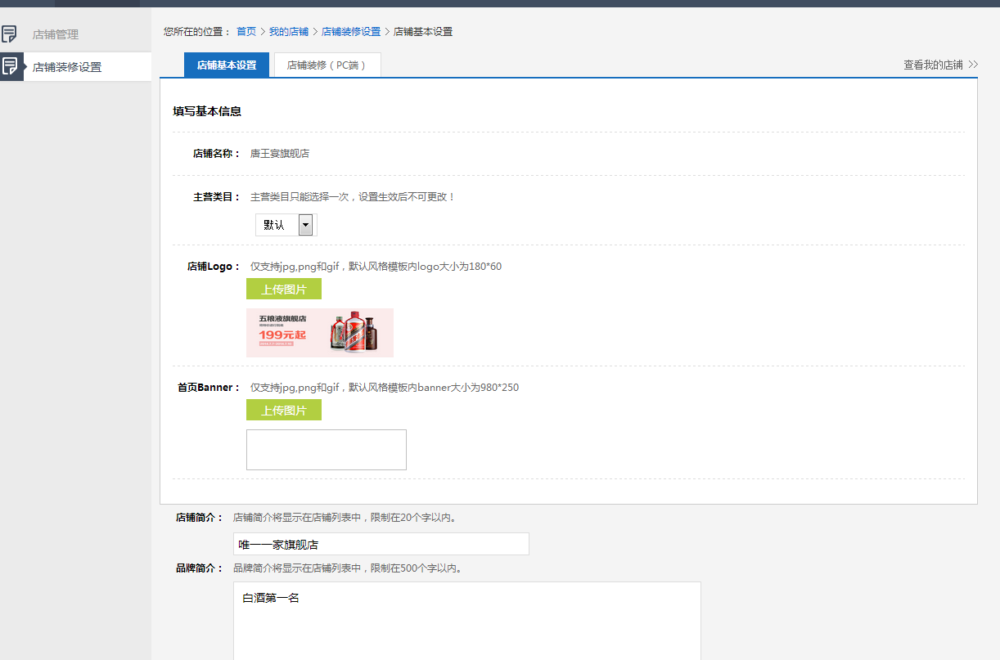 店铺管理
店铺装修设置
您所在的位置： 首页 > 我的店铺 > 店铺装修设置 > 店铺基本设置
店铺基本设置 店铺装修（PC端） 查看我的店铺 >>
填写基本信息
店铺名称： 唐王宴旗舰店
主营类目： 主营类目只能选择一次，设置生效后不可更改！
默认
店铺Logo： 仅支持jpg,png和gif，默认风格模板内logo大小为180*60
上传图片
五粮液旗舰店
199元起
首页Banner： 仅支持jpg,png和gif，默认风格模板内banner大小为980*250
上传图片
店铺简介： 店铺简介将显示在店铺列表中，限制在20个字以内。
唯一一家旗舰店
品牌简介： 品牌简介将显示在店铺列表中，限制在500个字以内。
白酒第一名